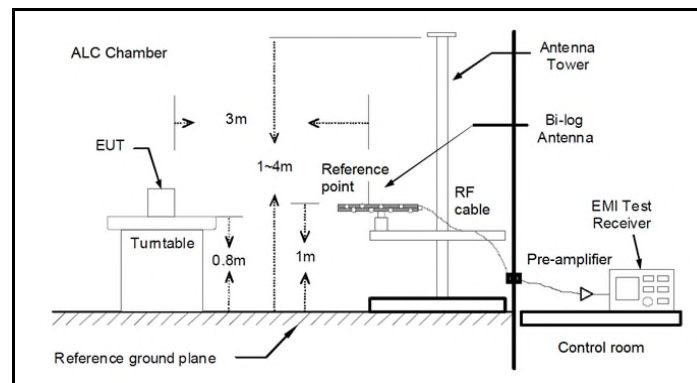 ALC Chamber
Antenna
Tower
3m
Bi-log
Antenna
EUT
1~4m
Reference
point
RF
cable
EMI Test
Receiver
Turntable
0.8m
1m
Pre-amplifier
Reference ground plane
Control room